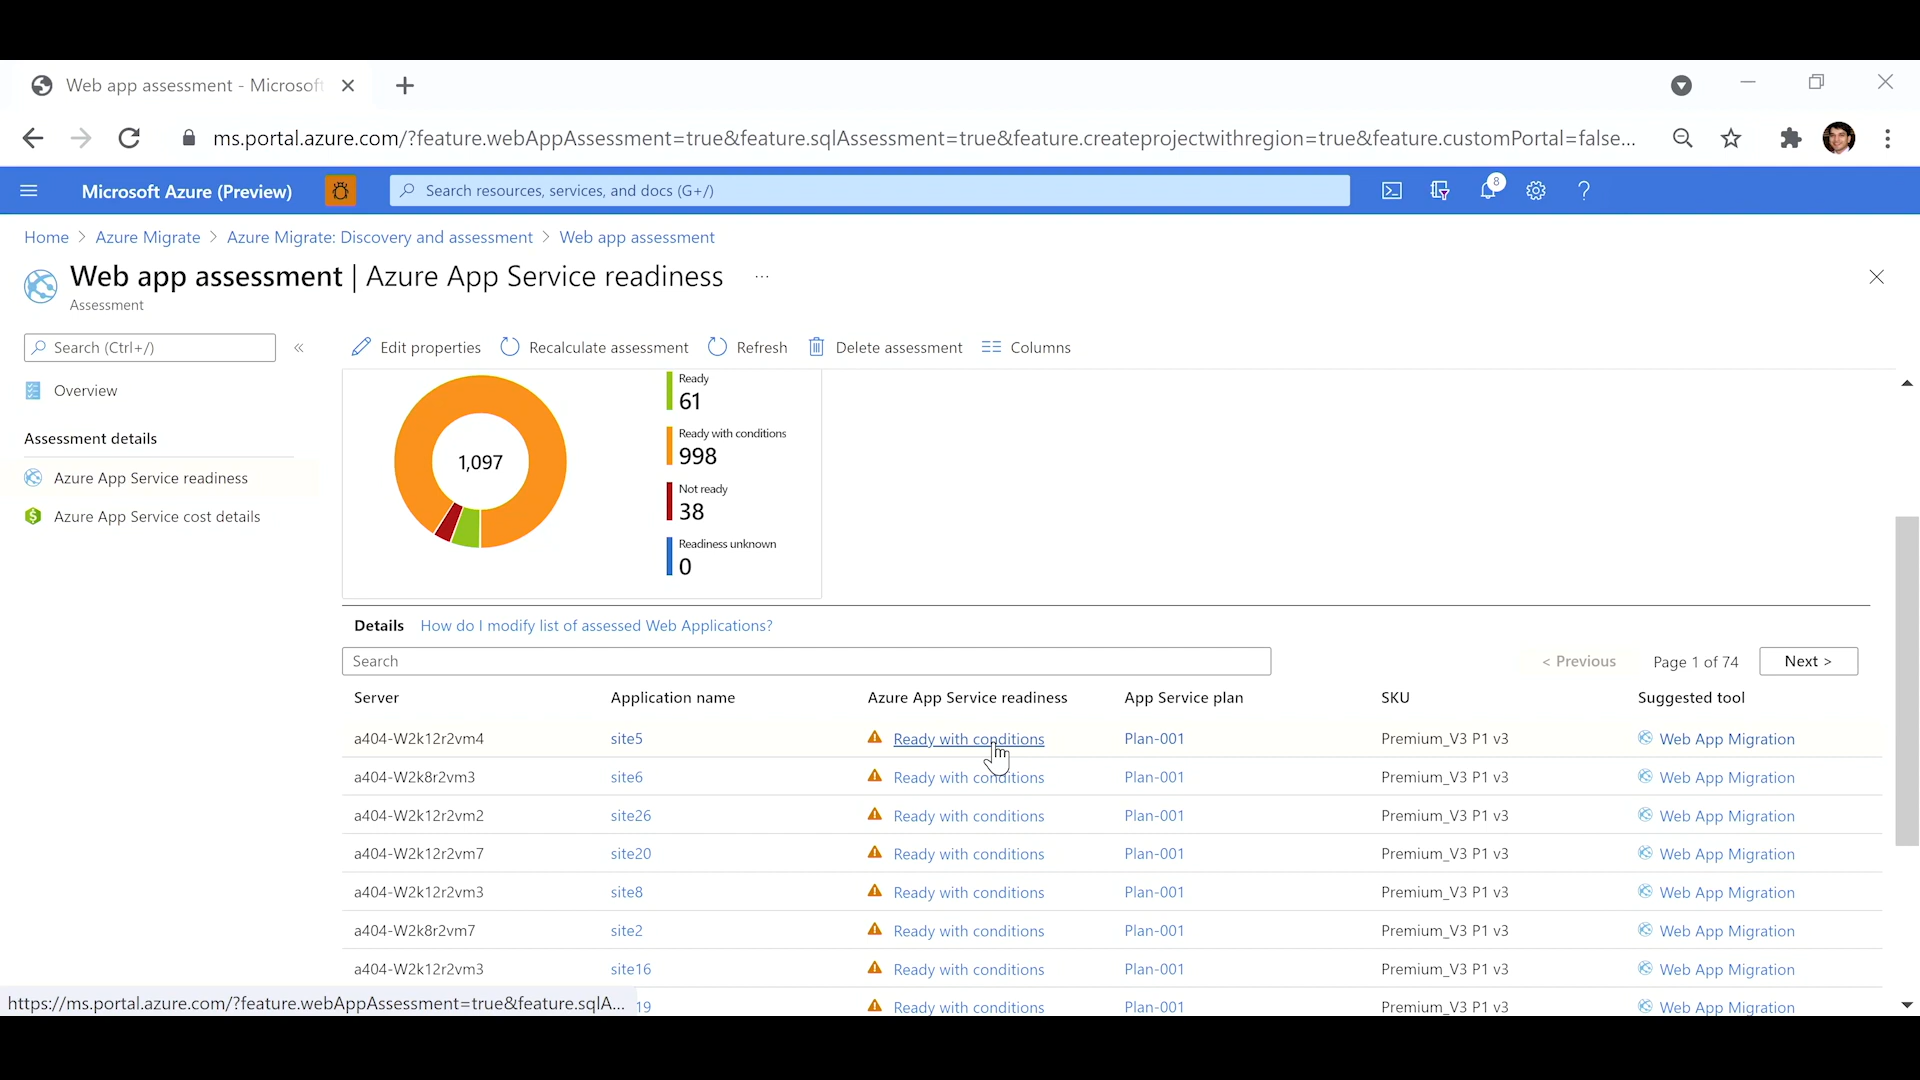 Web app assessment - Microsoft
ms.portal.azure.com/?feature.webAppAssessment=true&feature.sqlAssessment=true&feature.createprojectwithregion=true&feature.customPortal=false...
Microsoft Azure (Preview)
Search resources, services, and docs (G+/)
8
Home > Azure Migrate > Azure Migrate: Discovery and assessment > Web app assessment
Web app assessment | Azure App Service readiness ...
Assessment
Search (Ctrl+/)
«
Edit properties Recalculate assessment Refresh Delete assessment Columns
Overview
Assessment details
Azure App Service readiness
Azure App Service cost details
1,097
Ready
61
Ready with conditions
998
Not ready
38
Readiness unknown
0
Details How do I modify list of assessed Web Applications?
Search
< Previous Page 1 of 74 Next >
Server Application name Azure App Service readiness App Service plan SKU Suggested tool
a404-W2k12r2vm4 site5 Ready with conditions Plan-001 Premium_V3 P1 v3 Web App Migration
a404-W2k8r2vm3 site6 Ready with conditions Plan-001 Premium_V3 P1 v3 Web App Migration
a404-W2k12r2vm2 site26 Ready with conditions Plan-001 Premium_V3 P1 v3 Web App Migration
a404-W2k12r2vm7 site20 Ready with conditions Plan-001 Premium_V3 P1 v3 Web App Migration
a404-W2k12r2vm3 site8 Ready with conditions Plan-001 Premium_V3 P1 v3 Web App Migration
a404-W2k8r2vm7 site2 Ready with conditions Plan-001 Premium_V3 P1 v3 Web App Migration
a404-W2k12r2vm3 site16 Ready with conditions Plan-001 Premium_V3 P1 v3 Web App Migration
19 Ready with conditions Plan-001 Premium_V3 P1 v3 Web App Migration
https://ms.portal.azure.com/?feature.webAppAssessment=true&feature.sqlA...